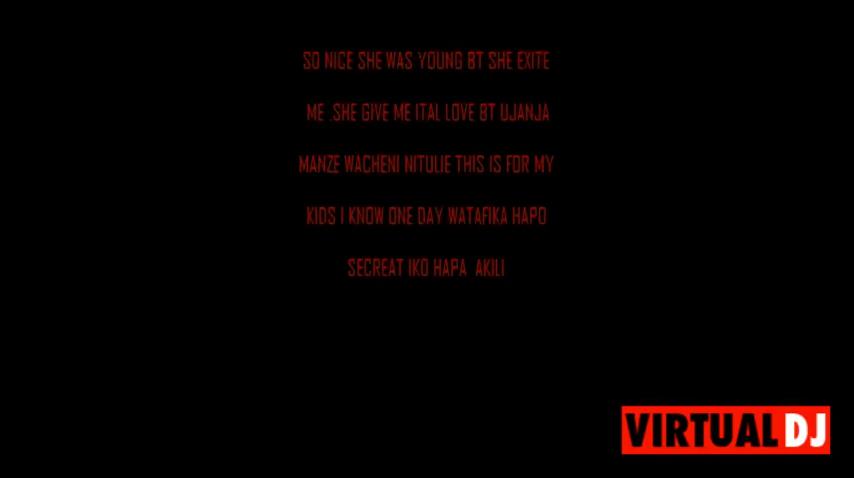 SO NICE SHE WAS YOUNG BT SHE EXITE
ME .SHE GIVE ME ITAL LOVE BT UJANJA
MANZE WACHENI NITULIE THIS IS FOR MY
KIDS I KNOW ONE DAY WATAFIKA HAPO
SECREAT IKO HAPA AKILI
VIRTUAL DJ